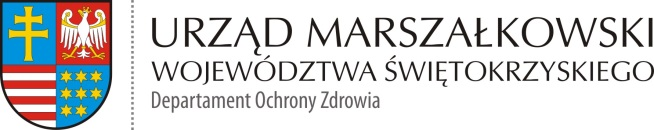 URZĄD MARSZAŁKOWSKI
WOJEWÓDZTWA ŚWIĘTOKRZYSKIEGO
Departament Ochrony Zdrowia